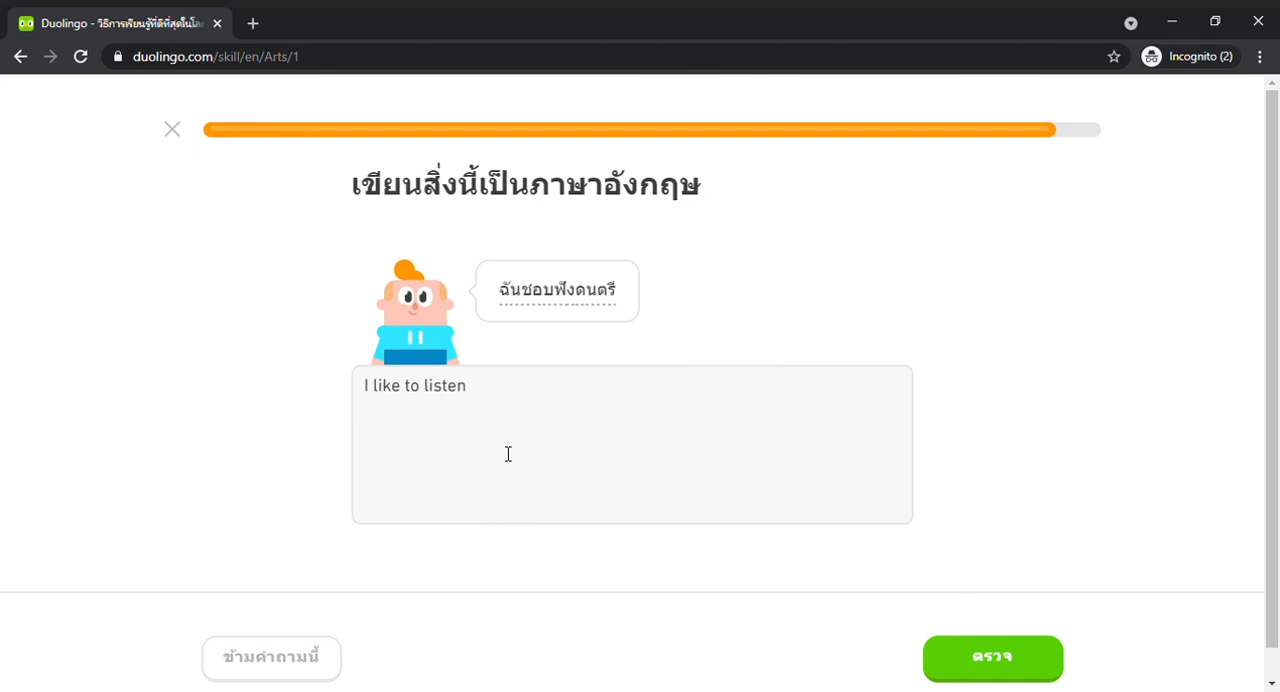 Duolingo - วิธีการเรียนรู้ที่ดีที่สุดในโล
duolingo.com/skill/en/Arts/1
Incognito (2)
เขียนสิ่งนี้เป็นภาษาอังกฤษ
ฉันชอบฟังดนตรี
I like to listen
ข้ามคำถามนี้
ตรวจ